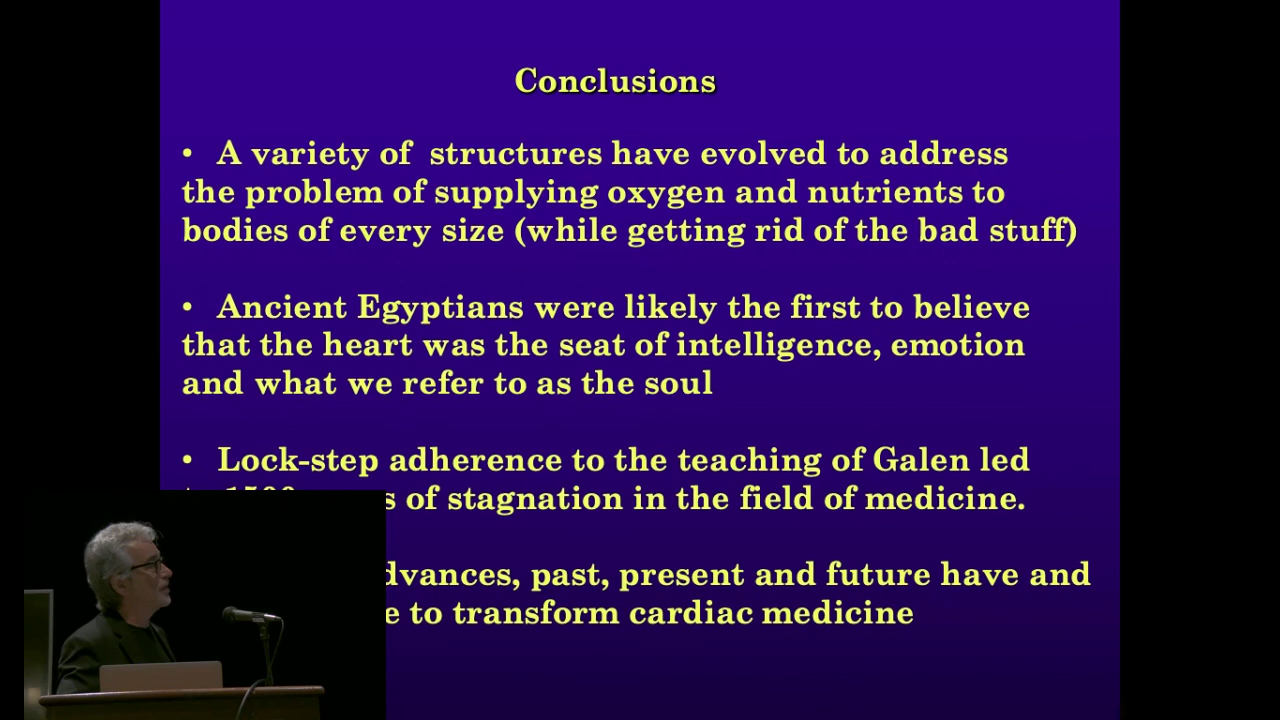 Conclusions
• A variety of structures have evolved to address
the problem of supplying oxygen and nutrients to
bodies of every size (while getting rid of the bad stuff)
• Ancient Egyptians were likely the first to believe
that the heart was the seat of intelligence, emotion
and what we refer to as the soul
• Lock-step adherence to the teaching of Galen led
of stagnation in the field of medicine.
past, present and future have and
to transform cardiac medicine